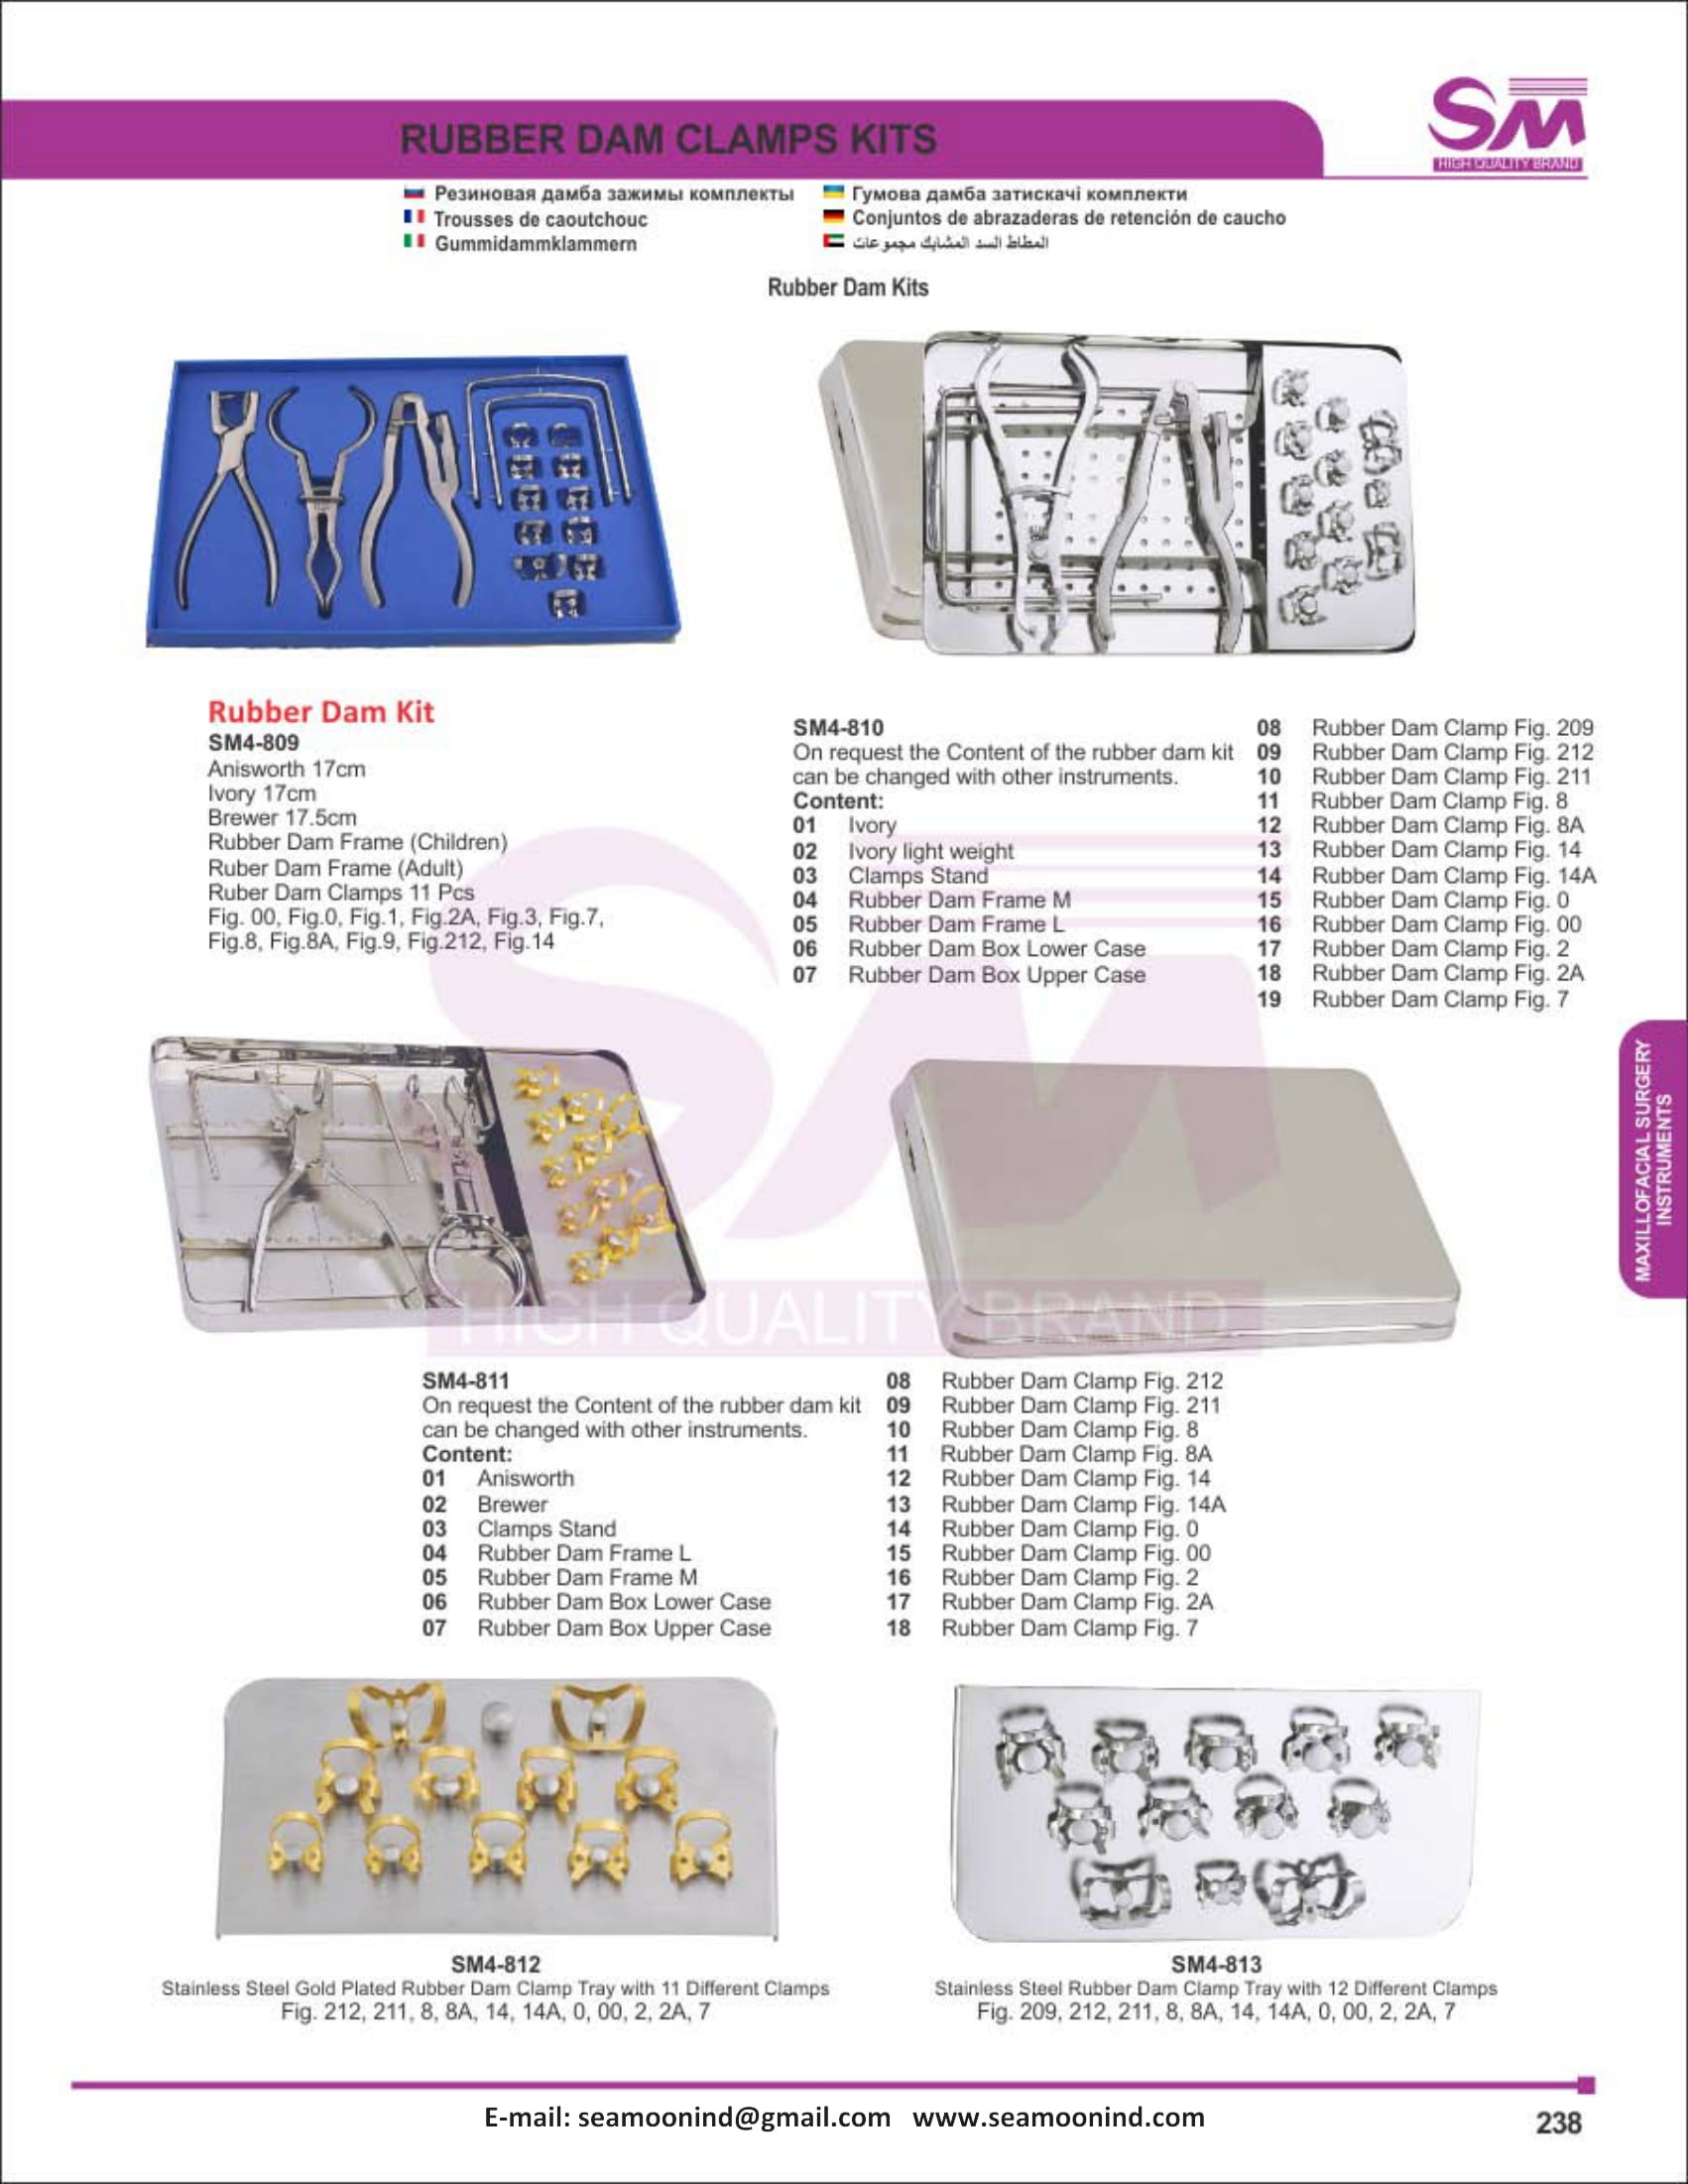 SM
HIGH QUALITY BRAND
RUBBER DAM CLAMPS KITS
Резиновая дамба зажимы комплекты
Trousses de caoutchouc
Gummidammklammern
Гумова дамба затискачі комплекти
Conjuntos de abrazaderas de retención de caucho
المطاط السد المشابك مجموعات
Rubber Dam Kits
Rubber Dam Kit
SM4-809
Anisworth 17cm
Ivory 17cm
Brewer 17.5cm
Rubber Dam Frame (Children)
Ruber Dam Frame (Adult)
Ruber Dam Clamps 11 Pcs
Fig. 00, Fig.0, Fig.1, Fig.2A, Fig.3, Fig.7,
Fig.8, Fig.8A, Fig.9, Fig.212, Fig.14
SM4-810
On request the Content of the rubber dam kit
can be changed with other instruments.
Content:
01 Ivory
02 Ivory light weight
03 Clamps Stand
04 Rubber Dam Frame M
05 Rubber Dam Frame L
06 Rubber Dam Box Lower Case
07 Rubber Dam Box Upper Case
08 Rubber Dam Clamp Fig. 209
09 Rubber Dam Clamp Fig. 212
10 Rubber Dam Clamp Fig. 211
11 Rubber Dam Clamp Fig. 8
12 Rubber Dam Clamp Fig. 8A
13 Rubber Dam Clamp Fig. 14
14 Rubber Dam Clamp Fig. 14A
15 Rubber Dam Clamp Fig. 0
16 Rubber Dam Clamp Fig. 00
17 Rubber Dam Clamp Fig. 2
18 Rubber Dam Clamp Fig. 2A
19 Rubber Dam Clamp Fig. 7
MAXILLOFACIAL SURGERY
INSTRUMENTS
SM
HIGH QUALITY BRAND
SM4-811
On request the Content of the rubber dam kit
can be changed with other instruments.
Content:
01 Anisworth
02 Brewer
03 Clamps Stand
04 Rubber Dam Frame L
05 Rubber Dam Frame M
06 Rubber Dam Box Lower Case
07 Rubber Dam Box Upper Case
08 Rubber Dam Clamp Fig. 212
09 Rubber Dam Clamp Fig. 211
10 Rubber Dam Clamp Fig. 8
11 Rubber Dam Clamp Fig. 8A
12 Rubber Dam Clamp Fig. 14
13 Rubber Dam Clamp Fig. 14A
14 Rubber Dam Clamp Fig. 0
15 Rubber Dam Clamp Fig. 00
16 Rubber Dam Clamp Fig. 2
17 Rubber Dam Clamp Fig. 2A
18 Rubber Dam Clamp Fig. 7
SM4-812
Stainless Steel Gold Plated Rubber Dam Clamp Tray with 11 Different Clamps
Fig. 212, 211, 8, 8A, 14, 14A, 0, 00, 2, 2A, 7
SM4-813
Stainless Steel Rubber Dam Clamp Tray with 12 Different Clamps
Fig. 209, 212, 211, 8, 8A, 14, 14A, 0, 00, 2, 2A, 7
E-mail: seamoonind@gmail.com www.seamoonind.com
238